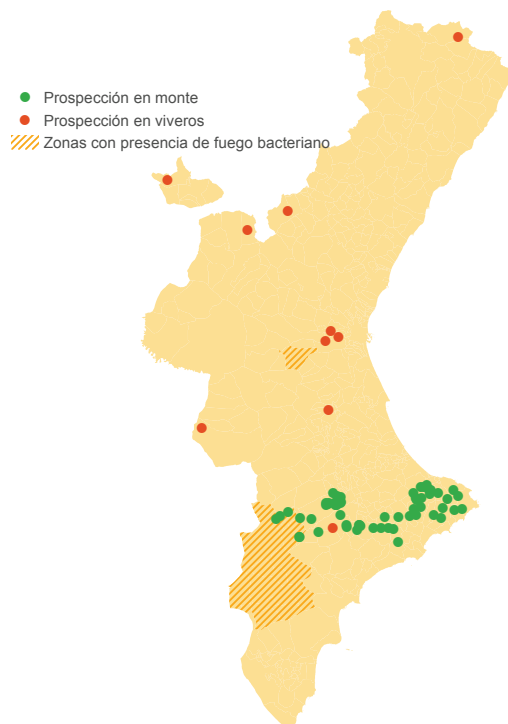 Prospección en monte
Prospección en viveros
Zonas con presencia de fuego bacteriano